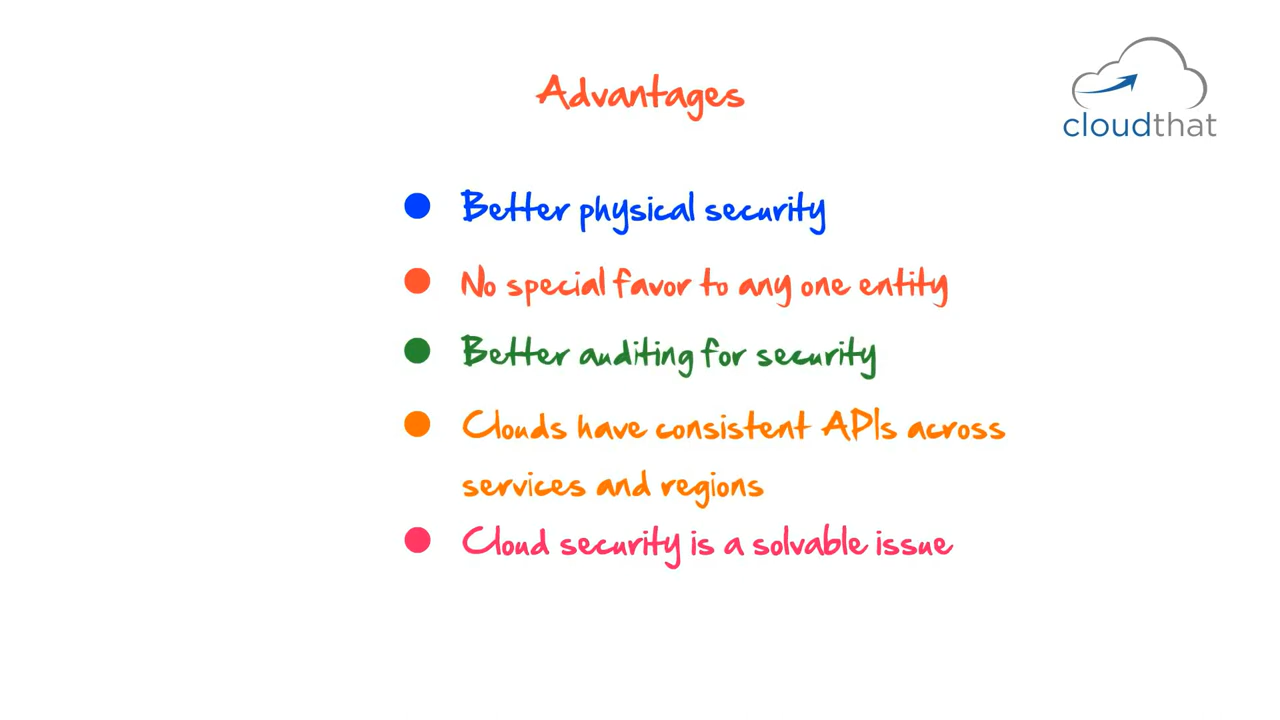 Advantages
cloudthat
Better physical security
No special favor to any one entity
Better auditing for security
Clouds have consistent APIs across
services and regions
Cloud security is a solvable issue